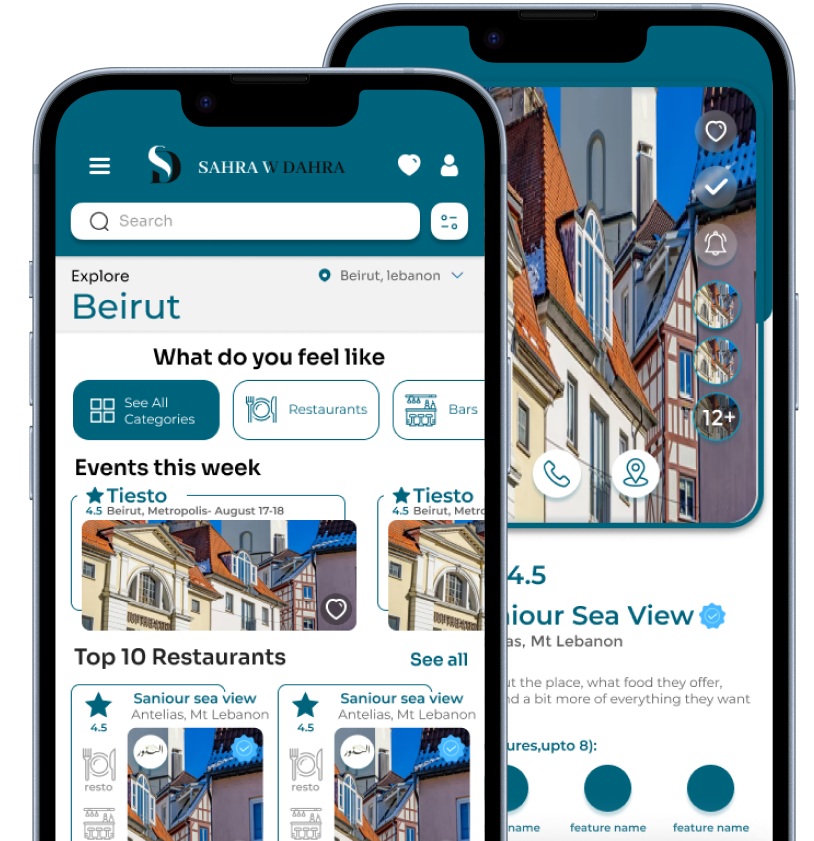 SAHRA W DAHRA
Search
Explore
Beirut, lebanon
Beirut
What do you feel like
See All
Categories
Restaurants
Bars
Events this week
Tiesto
4.5 Beirut, Metropolis- August 17-18
Tiesto
4.5 Beirut, Metro
Top 10 Restaurants
See all
Saniour sea view
Antelias, Mt Lebanon
4.5
resto
Saniour sea view
Antelias, Mt Lebanon
4.5
resto
12+
4.5
iour Sea View
as, Mt Lebanon
ut the place, what food they offer,
nd a bit more of everything they want
ures,upto 8):
name
feature name
feature name